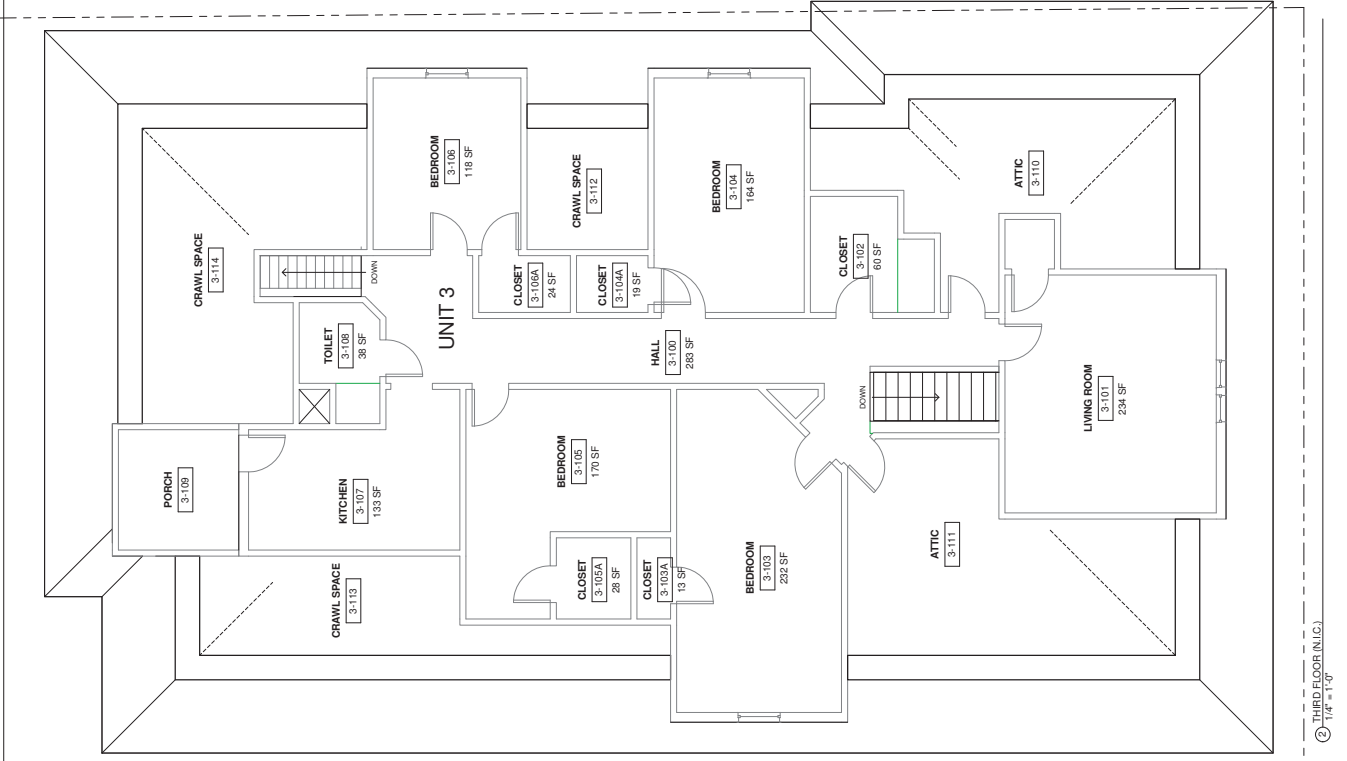 BEDROOM
3-106
118 SF
CRAWL SPACE
3-112
BEDROOM
3-104
164 SF
ATTIC
3-110
CRAWL SPACE
3-114
DOWN
CLOSET
3-106A
24 SF
CLOSET
3-104A
19 SF
CLOSET
3-102
60 SF
UNIT 3
TOILET
3-108
38 SF
HALL
3-100
283 SF
DOWN
LIVING ROOM
3-101
234 SF
PORCH
3-109
KITCHEN
3-107
133 SF
BEDROOM
3-105
170 SF
ATTIC
3-111
CRAWL SPACE
3-113
CLOSET
3-105A
28 SF
CLOSET
3-103A
13 SF
BEDROOM
3-103
232 SF
2 THIRD FLOOR (N.I.C.)
1/4" = 1'-0"